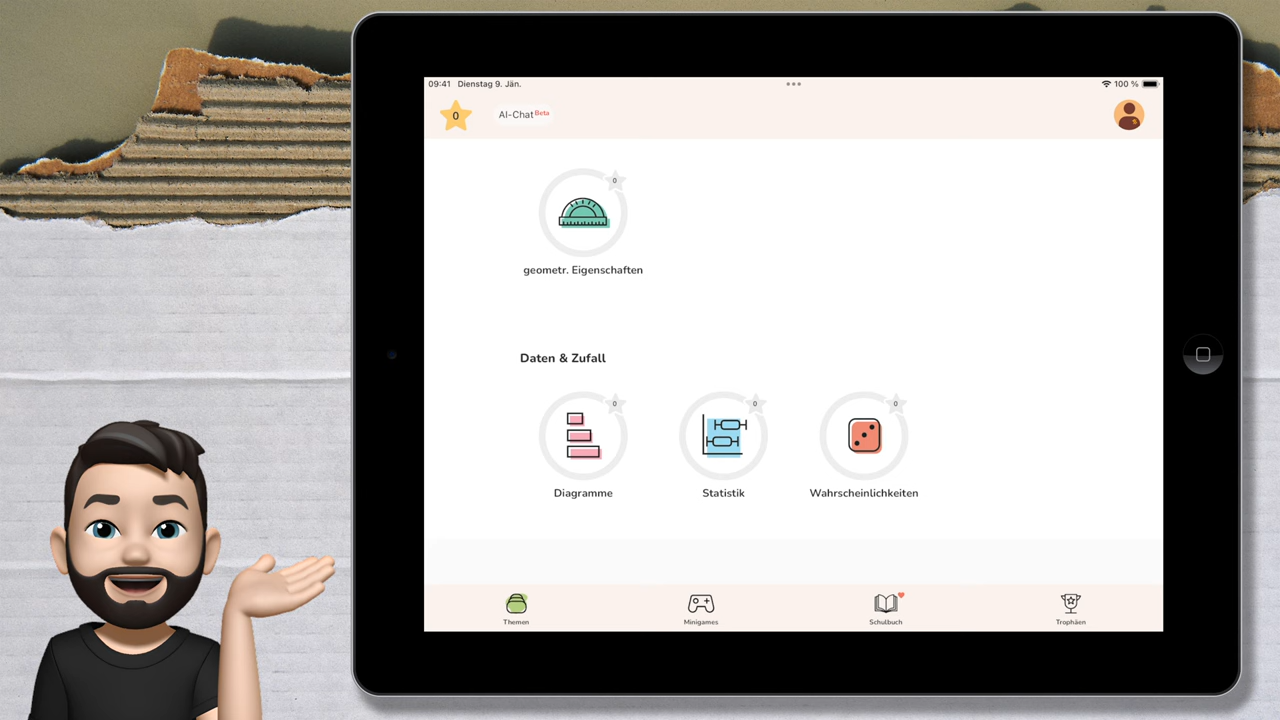 09:41 Dienstag 9. Jän.
100 %
0
AI-Chat Beta
0
geometr. Eigenschaften
Daten & Zufall
0
0
0
Diagramme
Statistik
Wahrscheinlichkeiten
Themen
Minigames
Schulbuch
Trophäen